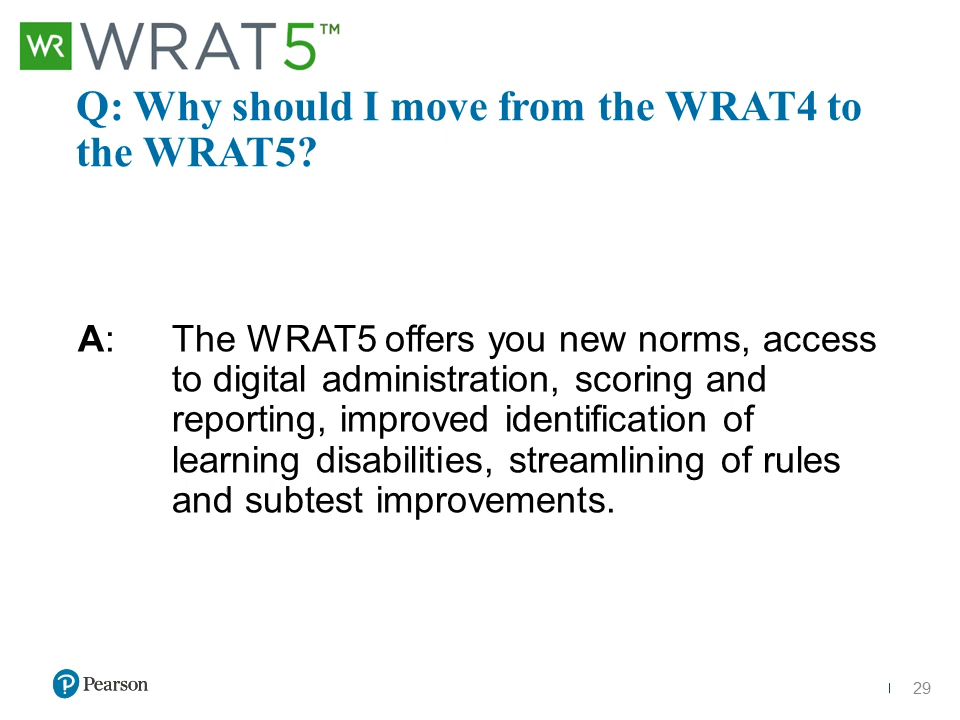 WR WRAT5™
Q: Why should I move from the WRAT4 to
the WRAT5?
A: The WRAT5 offers you new norms, access
to digital administration, scoring and
reporting, improved identification of
learning disabilities, streamlining of rules
and subtest improvements.
P Pearson
| 29